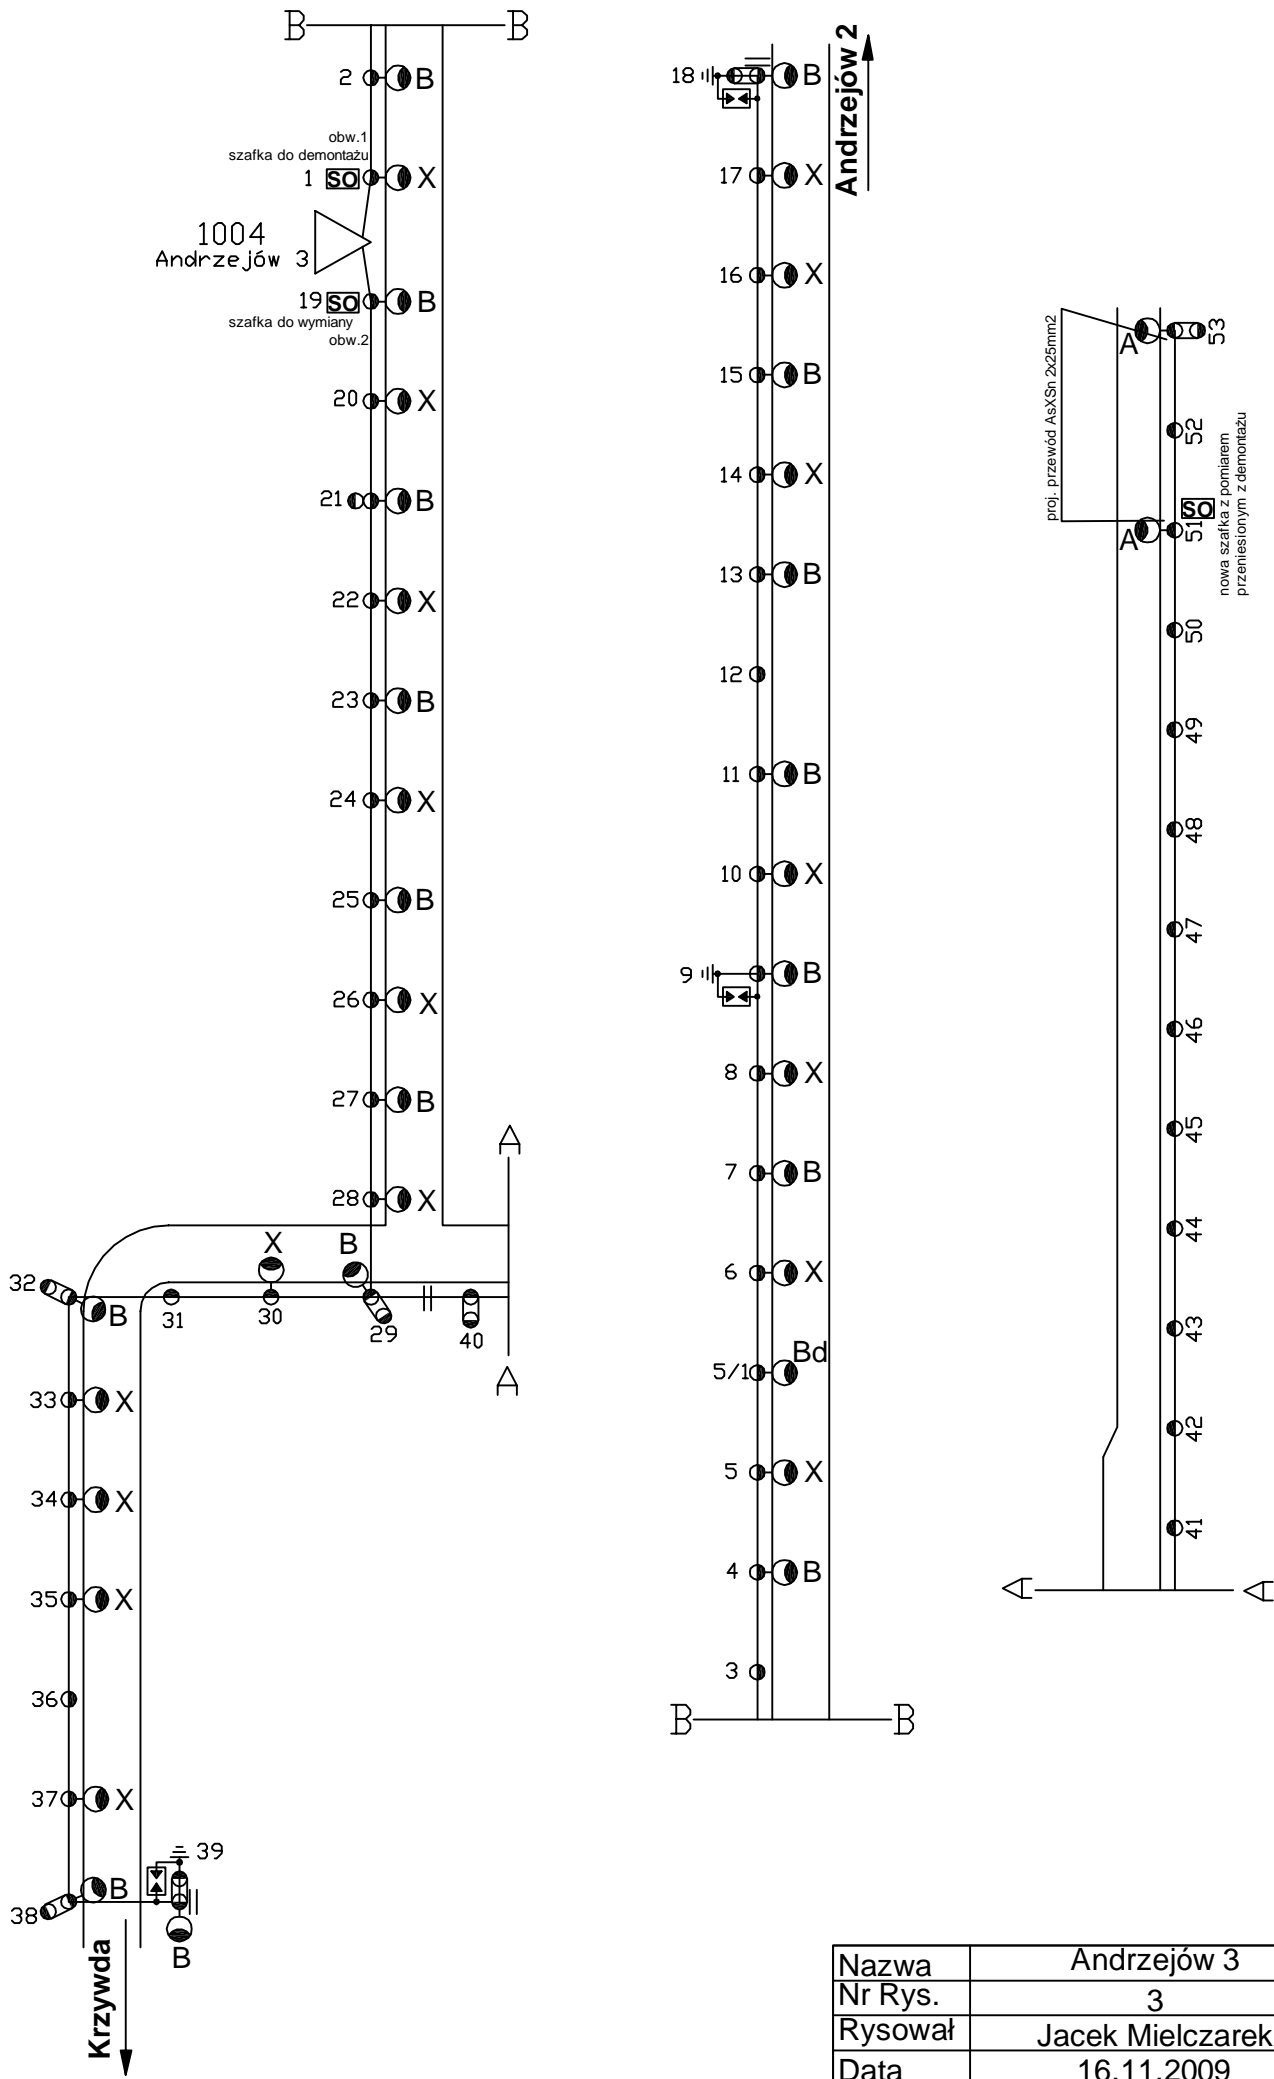 B B
2 B
obw.1
szafka do demontażu
1 SO X
1004
Andrzejów 3
19 SO B
szafka do wymiany
obw.2
20 X
21 B
22 X
23 B
24 X
25 B
26 X
27 B
28 X
A
X B
32 B 31 30 29 40
A
33 X
34 X
35 X
36
37 X
39
B
38
B
Krzywda
Andrzejów 2
18 B
17 X
16 X
15 B
14 X
13 B
12
11 B
10 X
9 B
8 X
7 B
6 X
Bd
5/1
5 X
4 B
3
B B
proj. przewód AsXSn 2x25mm2
A 53
52
SO
A 51
nowa szafka z pomiarem
przeniesionym z demontażu
50
49
48
47
46
45
44
43
42
41
A A
Nazwa Andrzejów 3
Nr Rys. 3
Rysował Jacek Mielczarek
Data 16.11.2009